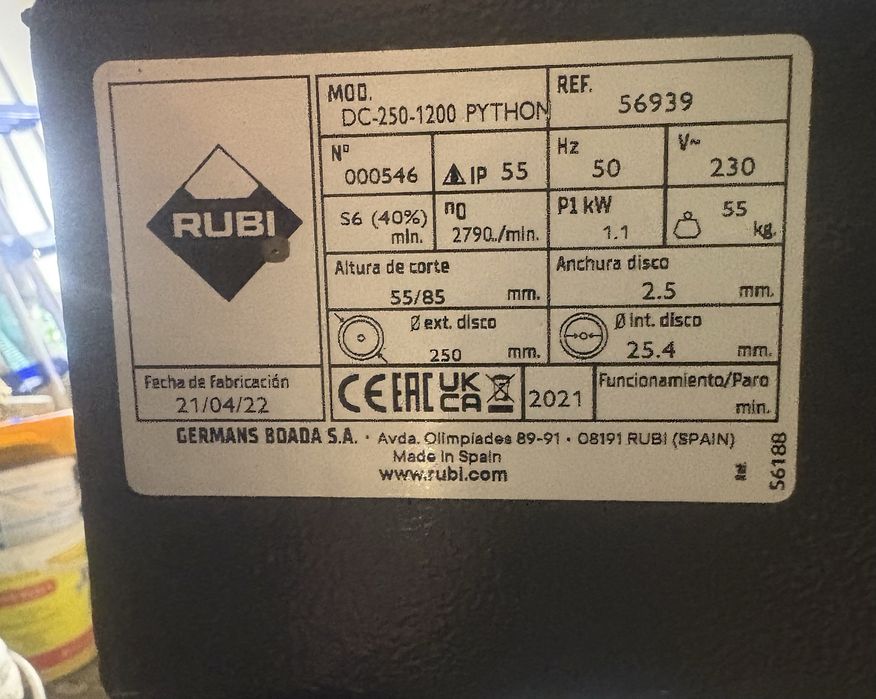 RUBI
MOD.
DC-250-1200 PYTHON
REF.
56939
Nº
000546
IP 55
Hz
50
V~
230
S6 (40%)
min.
n0
2790./min.
P1 kW
1.1
55
kg.
Altura de corte
55/85 mm.
Anchura disco
2.5 mm.
Ø ext. disco
250 mm.
Ø int. disco
25.4 mm.
Fecha de Fabricación
21/04/22
CE EAC UK
CA
2021
Funcionamiento/Paro
min.
GERMANS BOADA S.A. · Avda. Olimpíades 89-91 · 08191 RUBI (SPAIN)
Made in Spain
www.rubi.com
56188